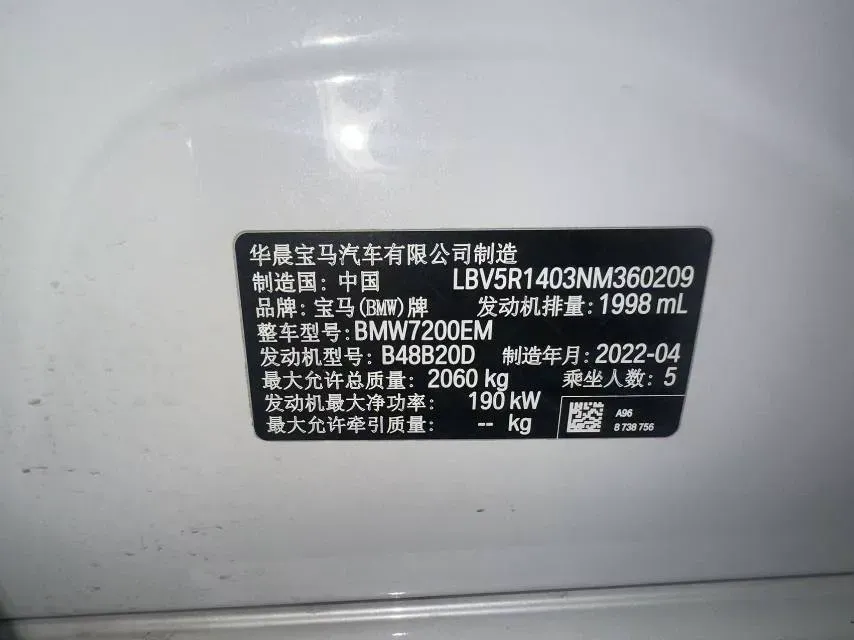 华晨宝马汽车有限公司制造
制造国: 中国 LBV5R1403NM360209
品牌: 宝马(BMW)牌 发动机排量: 1998 mL
整车型号: BMW7200EM
发动机型号: B48B20D 制造年月: 2022-04
最大允许总质量: 2060 kg 乘坐人数: 5
发动机最大净功率: 190 kW
最大允许牵引质量: -- kg
A96
8 738 756